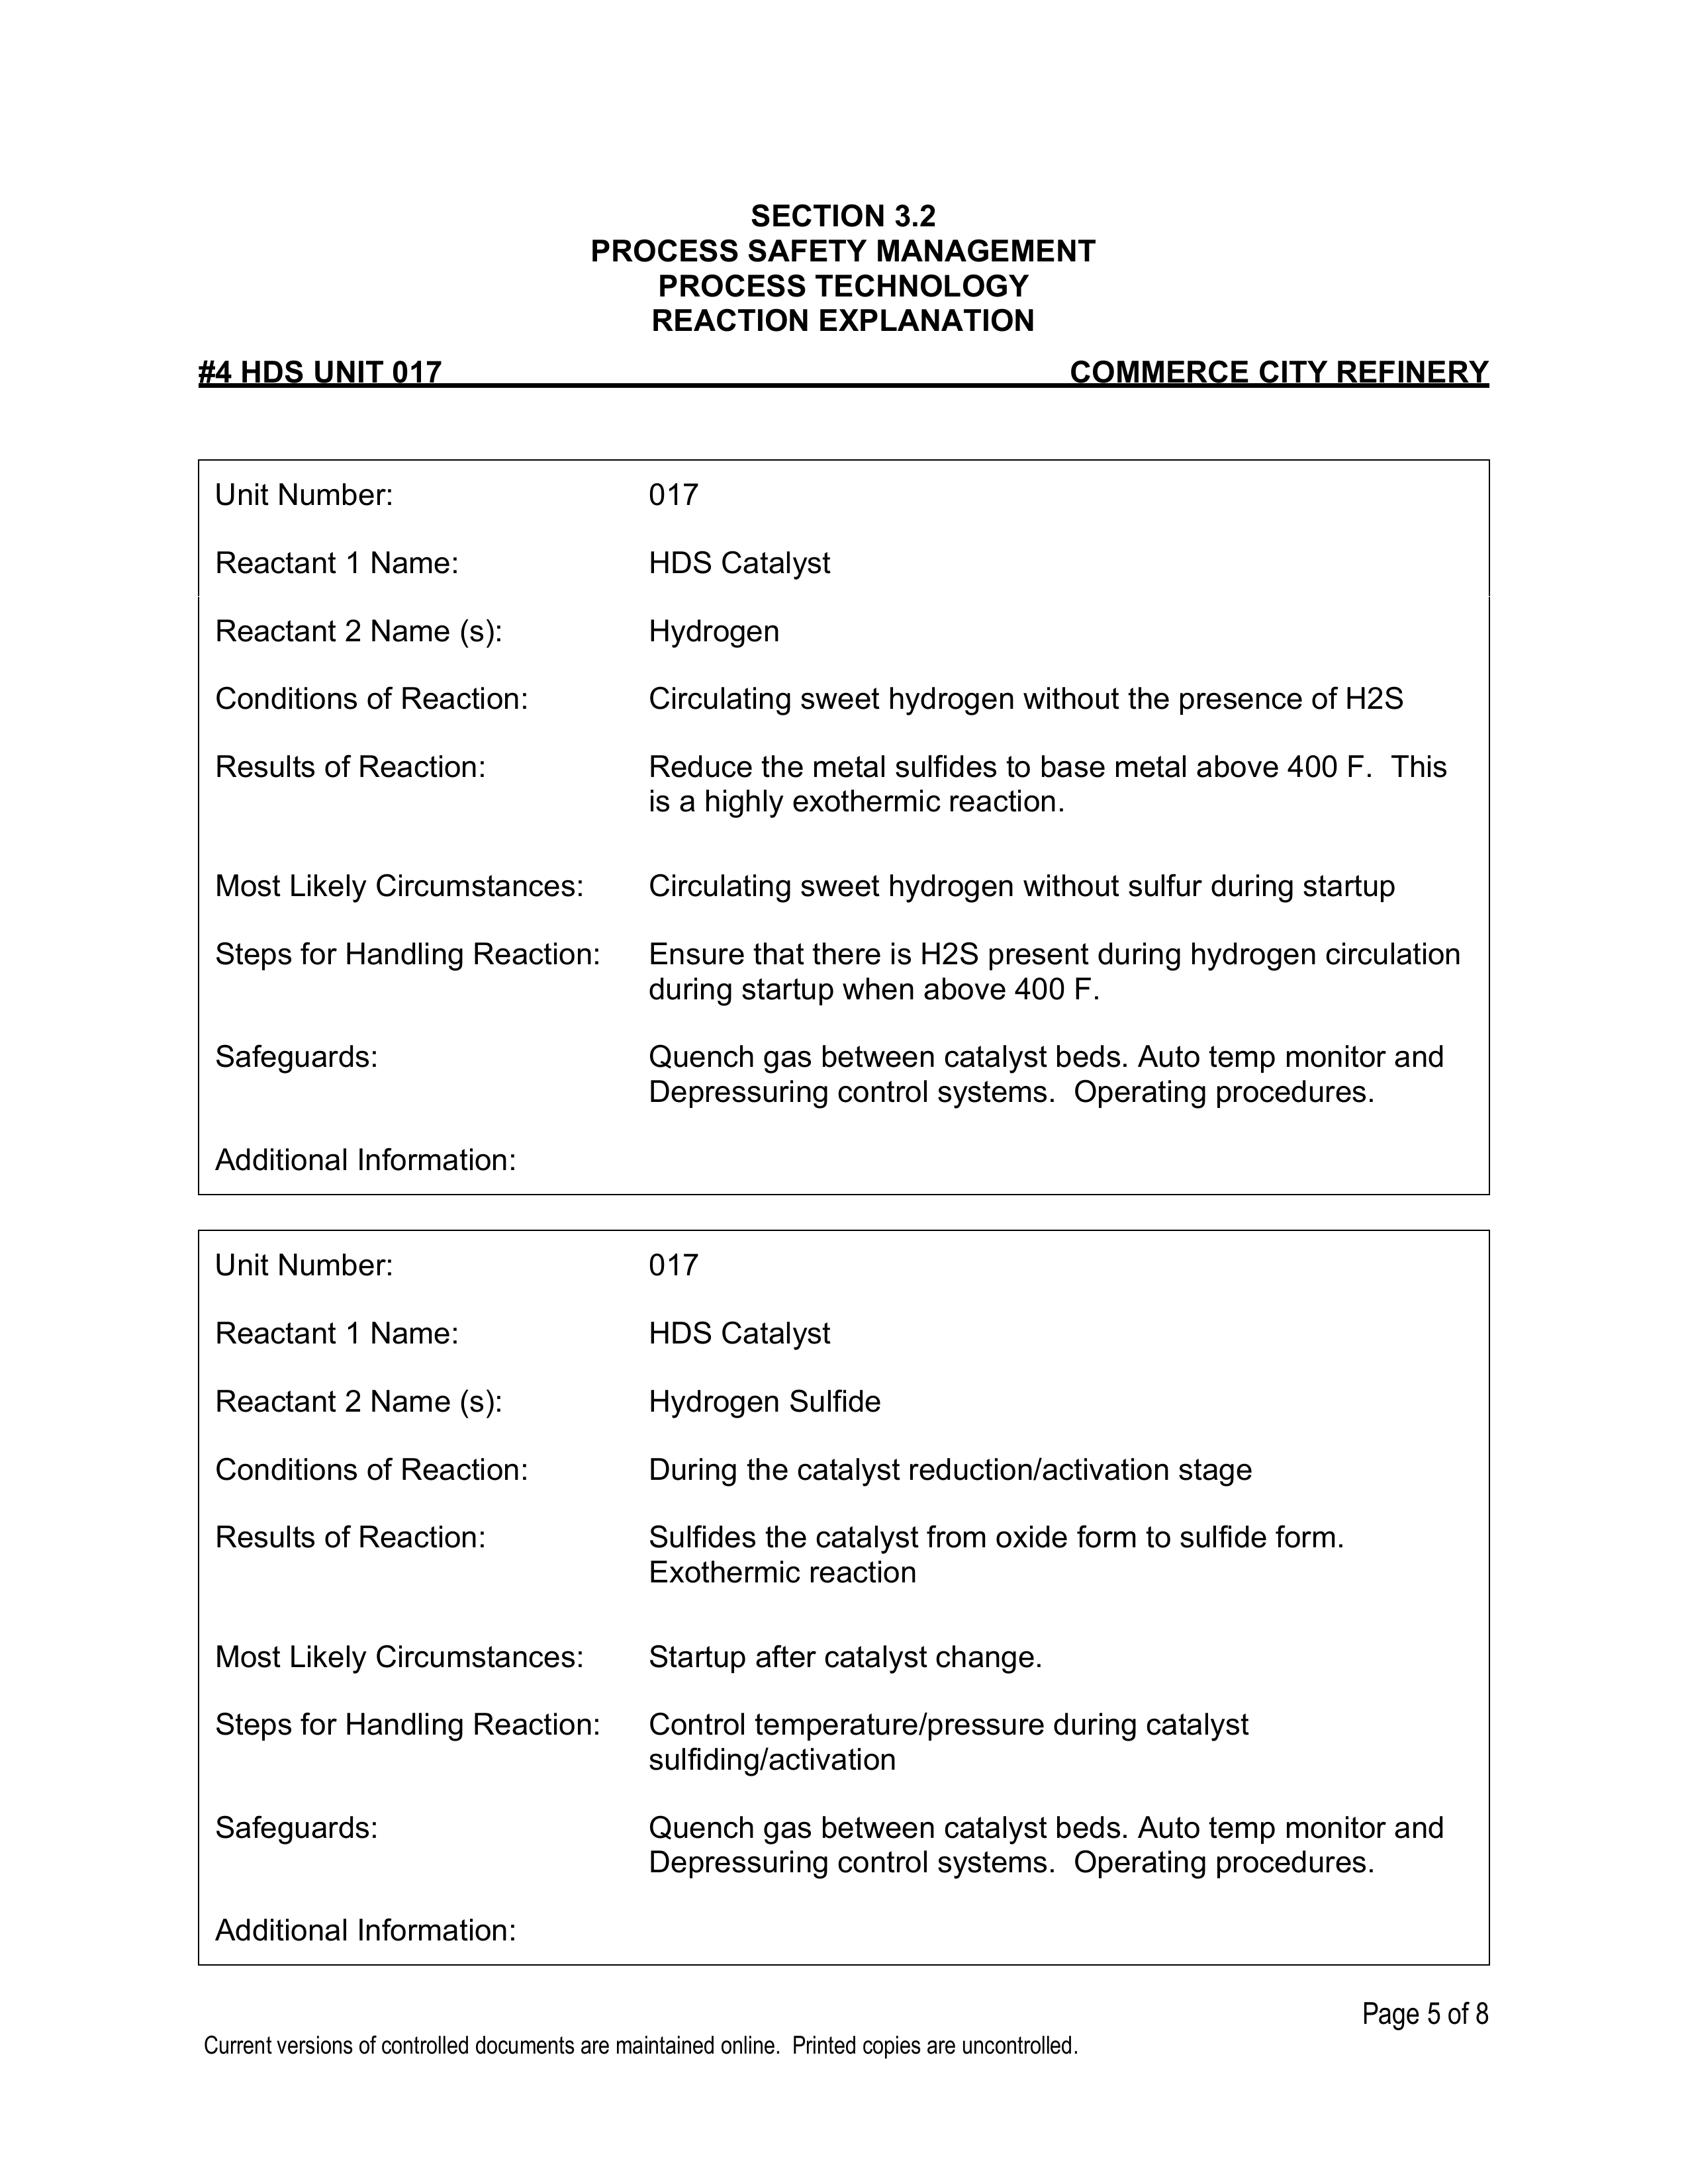 SECTION 3.2
PROCESS SAFETY MANAGEMENT
PROCESS TECHNOLOGY
REACTION EXPLANATION
#4 HDS UNIT 017 COMMERCE CITY REFINERY
Unit Number: 017
Reactant 1 Name: HDS Catalyst
Reactant 2 Name (s): Hydrogen
Conditions of Reaction: Circulating sweet hydrogen without the presence of H2S
Results of Reaction: Reduce the metal sulfides to base metal above 400 F.  This
is a highly exothermic reaction.
Most Likely Circumstances: Circulating sweet hydrogen without sulfur during startup
Steps for Handling Reaction: Ensure that there is H2S present during hydrogen circulation
during startup when above 400 F.
Safeguards: Quench gas between catalyst beds. Auto temp monitor and
Depressuring control systems.  Operating procedures.
Additional Information:
Unit Number: 017
Reactant 1 Name: HDS Catalyst
Reactant 2 Name (s): Hydrogen Sulfide
Conditions of Reaction: During the catalyst reduction/activation stage
Results of Reaction: Sulfides the catalyst from oxide form to sulfide form.
Exothermic reaction
Most Likely Circumstances: Startup after catalyst change.
Steps for Handling Reaction: Control temperature/pressure during catalyst
sulfiding/activation
Safeguards: Quench gas between catalyst beds. Auto temp monitor and
Depressuring control systems.  Operating procedures.
Additional Information:
Page 5 of 8
Current versions of controlled documents are maintained online.  Printed copies are uncontrolled.